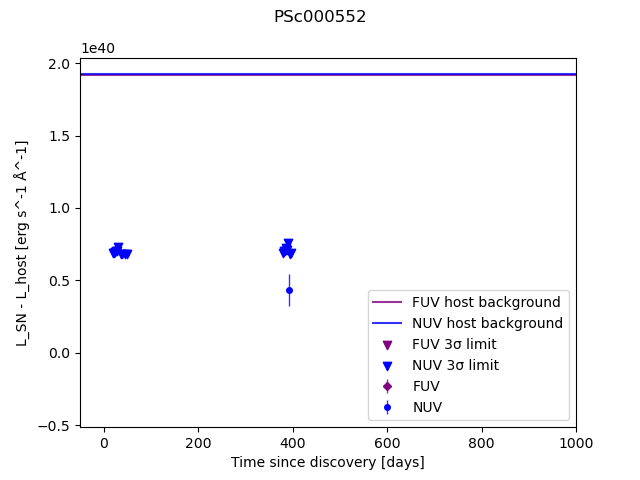 PSc000552
1e40
L_SN - L_host [erg s^-1 Å^-1]
2.0
1.5
1.0
0.5
0.0
−0.5
0
200
400
600
800
1000
Time since discovery [days]
FUV host background
NUV host background
FUV 3σ limit
NUV 3σ limit
FUV
NUV